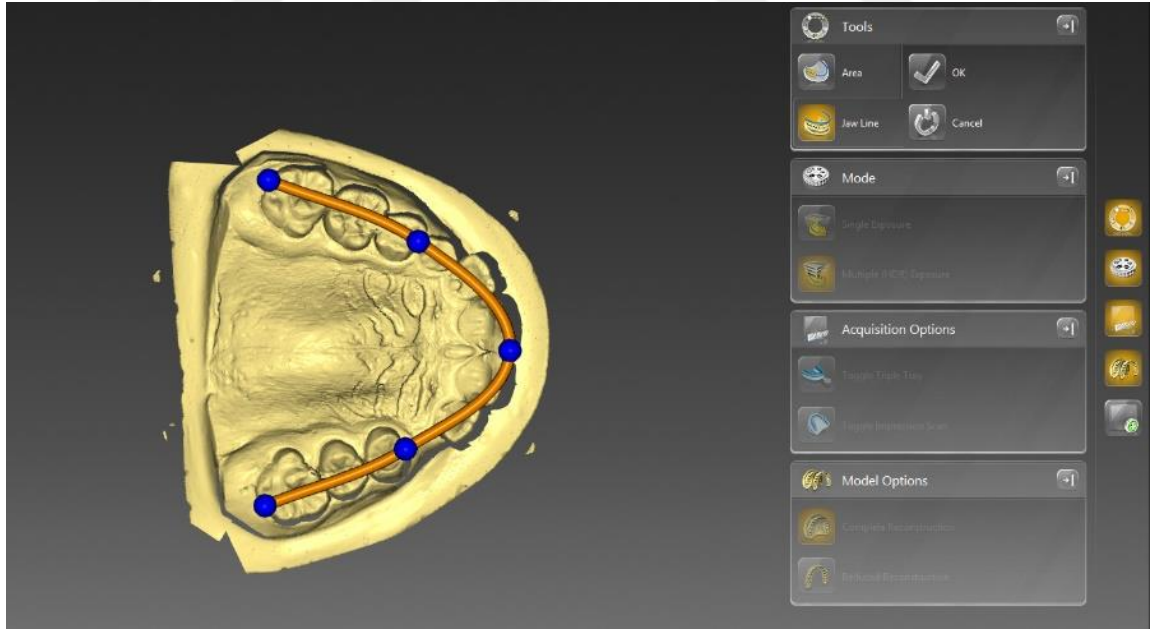 Tools
Area
OK
Jaw Line
Cancel
Mode
Single Exposure
Multiple (HDR) Exposure
Acquisition Options
Toggle Triple Tray
Toggle Impression Scan
Model Options
Complete Reconstruction
Reduced Reconstruction